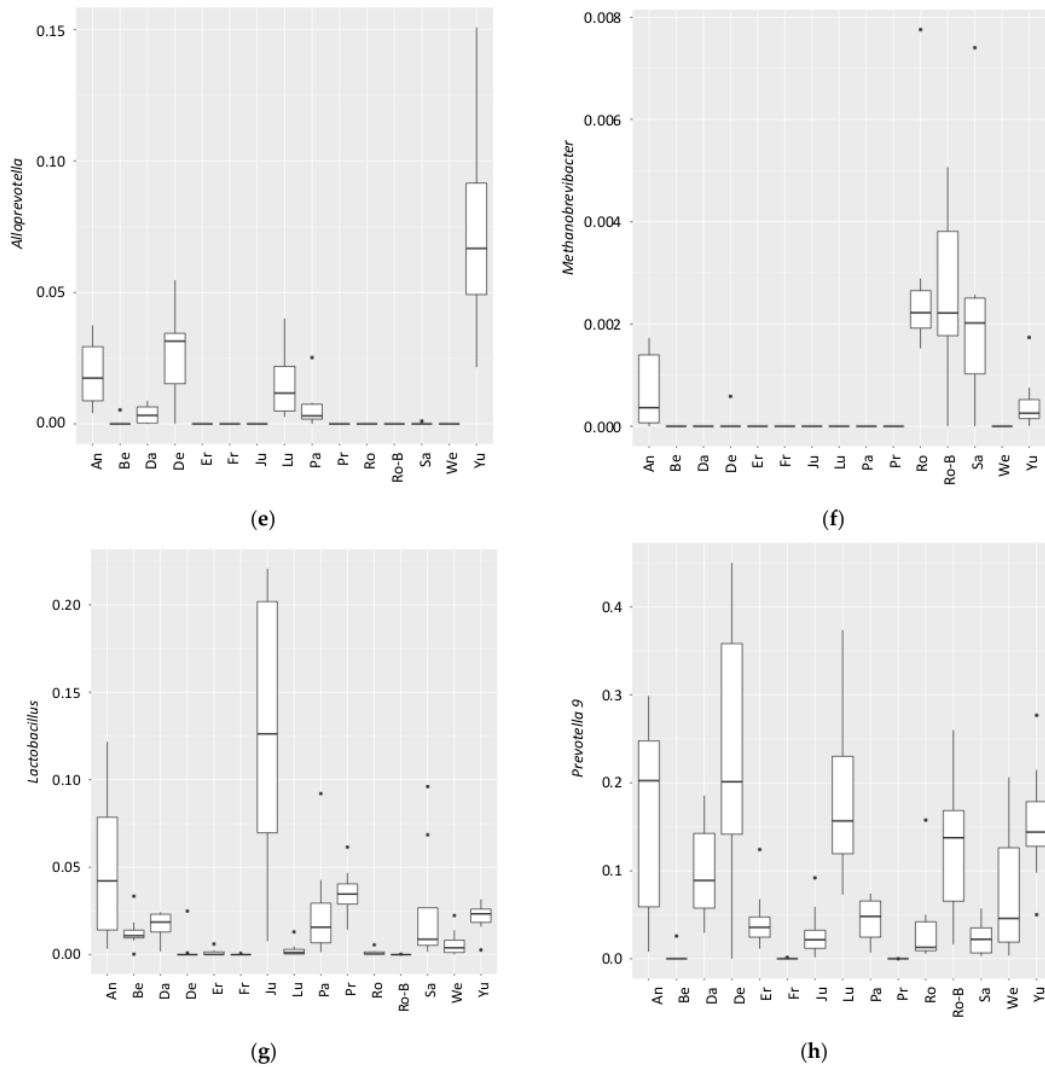 Alloprevotella
0.15
0.10
0.05
0.00
An Be Da De Er Fr Ju Lu Pa Pr Ro Ro-B Sa We Yu
(e)
Methanobrevibacter
0.008
0.006
0.004
0.002
0.000
An Be Da De Er Fr Ju Lu Pa Pr Ro Ro-B Sa We Yu
(f)
Lactobacillus
0.20
0.15
0.10
0.05
0.00
An Be Da De Er Fr Ju Lu Pa Pr Ro Ro-B Sa We Yu
(g)
Prevotella 9
0.4
0.3
0.2
0.1
0.0
An Be Da De Er Fr Ju Lu Pa Pr Ro Ro-B Sa We Yu
(h)